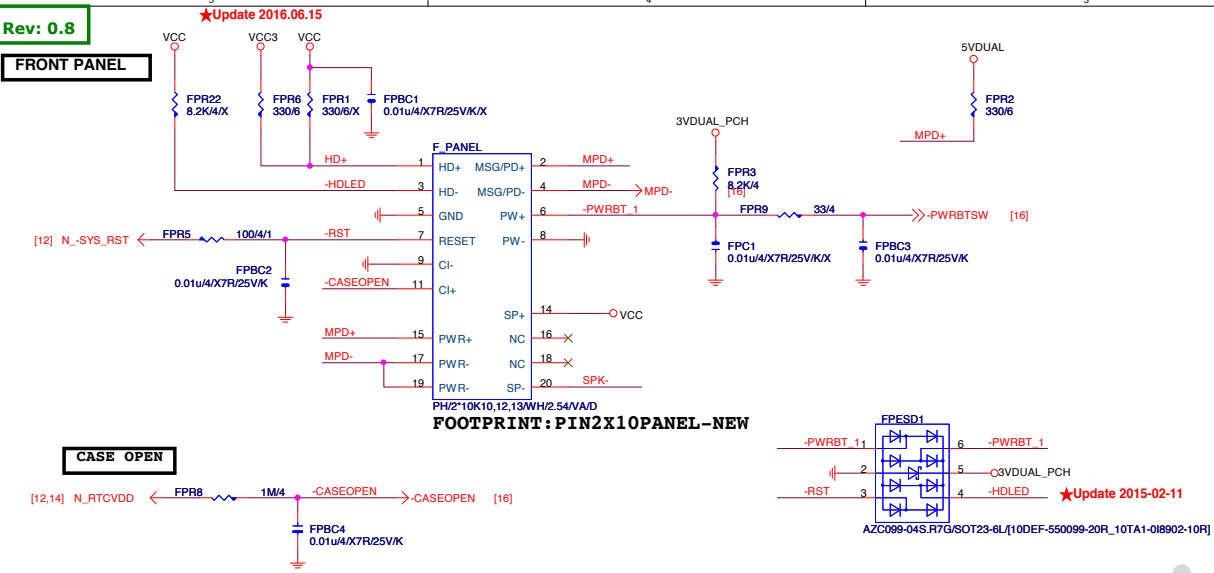 5
4
3
★Update 2016.06.15
Rev: 0.8
FRONT PANEL
VCC
VCC3
VCC
5VDUAL
FPR22
8.2K/4/X
FPR6
330/6
FPR1
330/6/X
FPBC1
0.01u/4/X7R/25V/K/X
FPR2
330/6
MPD+
3VDUAL_PCH
F_PANEL
HD+
1
HD+
MSG/PD+
2
MPD+
FPR3
8.2K/4
-HDLED
3
HD-
MSG/PD-
4
MPD-
MPD-
[16]
5
GND
PW+
6
-PWRBT_1
FPR9
33/4
-PWRBTSW
[16]
[12]
N_-SYS_RST
FPR5
100/4/1
-RST
7
RESET
PW-
8
FPC1
0.01u/4/X7R/25V/K/X
FPBC3
0.01u/4/X7R/25V/K
FPBC2
0.01u/4/X7R/25V/K
9
CI-
-CASEOPEN
11
CI+
SP+
14
VCC
MPD+
15
PWR+
NC
16
MPD-
17
PWR-
NC
18
19
PWR-
SP-
20
SPK-
PH/2*10K10,12,13/WH/2.54/VA/D
FOOTPRINT:PIN2X10PANEL-NEW
CASE OPEN
[12,14]
N_RTCVDD
FPR8
1M/4
-CASEOPEN
-CASEOPEN
[16]
FPBC4
0.01u/4/X7R/25V/K
FPESD1
-PWRBT_1
1
6
-PWRBT_1
2
5
3VDUAL_PCH
-RST
3
4
-HDLED
★Update 2015-02-11
AZC099-04S.R7G/SOT23-6L/[10DEF-550099-20R_10TA1-0I8902-10R]